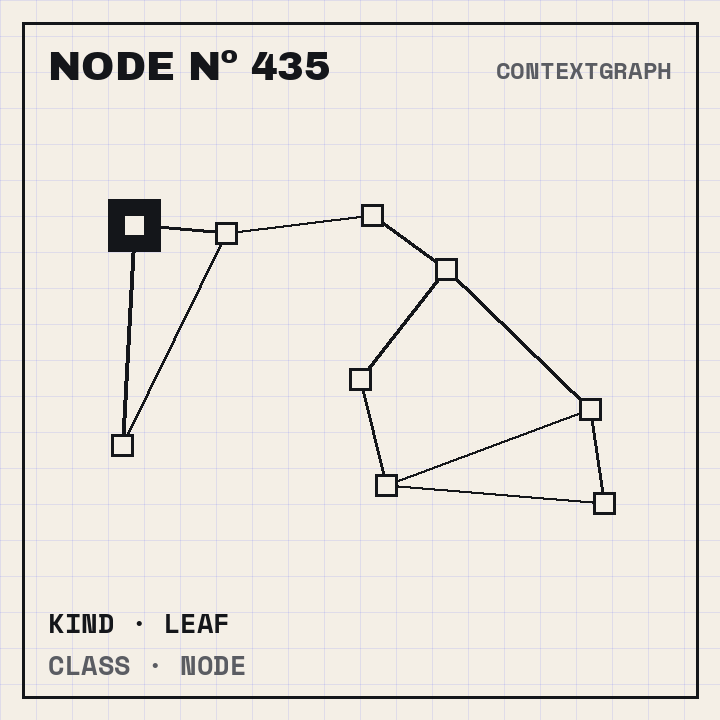 NODE Nº 435
CONTEXTGRAPH
KIND · LEAF
CLASS · NODE